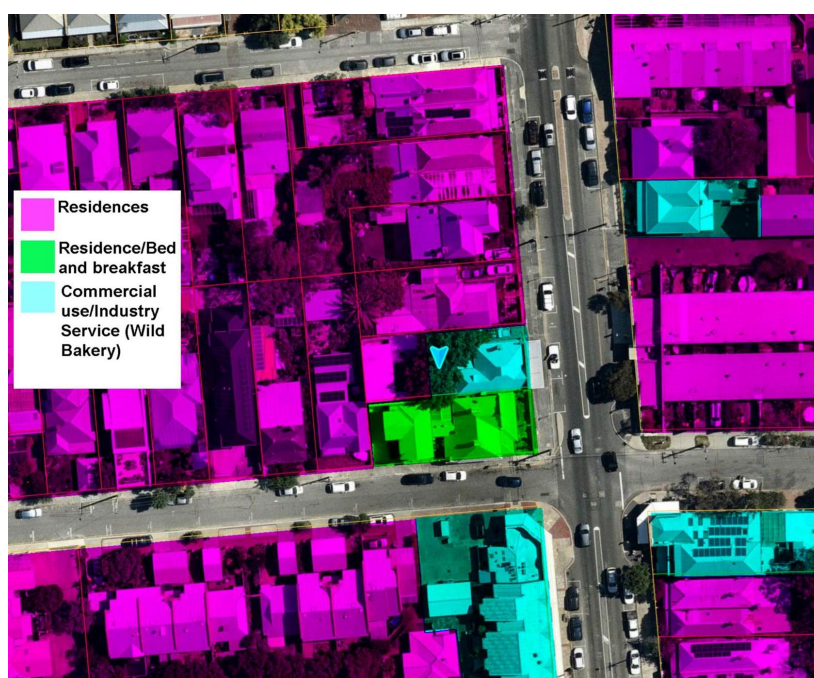 Residences
Residence/Bed
and breakfast
Commercial
use/Industry
Service (Wild
Bakery)